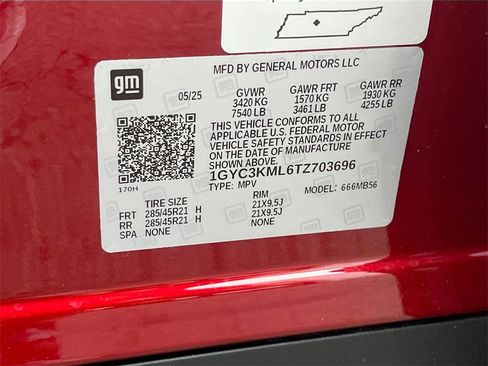 gm
MFD BY GENERAL MOTORS LLC
05/25 GVWR GAWR FRT GAWR RR
3420 KG 1570 KG 1930 KG
7540 LB 3461 LB 4255 LB
THIS VEHICLE CONFORMS TO ALL
APPLICABLE U.S. FEDERAL MOTOR
VEHICLE SAFETY STANDARDS IN EFFECT
ON THE DATE OF MANUFACTURE
SHOWN ABOVE.
1GYC3KML6TZ703696
170H TYPE: MPV MODEL: 666MB56
TIRE SIZE RIM
FRT 285/45R21 H 21X9.5J
RR 285/45R21 H 21X9.5J
SPA NONE NONE